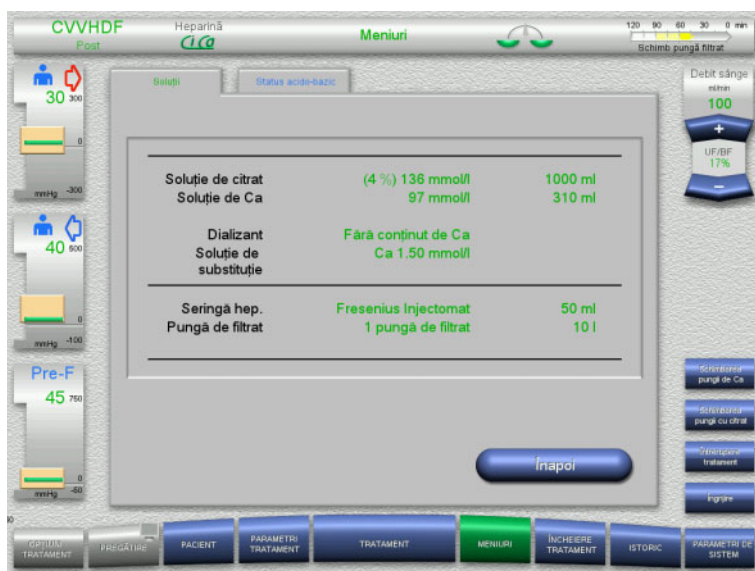 CVVHDF
Post
Heparină
CiCa
Meniuri
120 90 60 30 0 min
Schimb pungă filtrat
30 300
0
mmHg -300
40 600
0
mmHg -100
Pre-F
45 750
0
mmHg -50
Soluții
Status acido-bazic
Soluție de citrat (4 %) 136 mmol/l 1000 ml
Soluție de Ca 97 mmol/l 310 ml
Dializant Fără conținut de Ca
Soluție de Ca 1.50 mmol/l
substituție
Seringă hep. Fresenius Injectomat 50 ml
Pungă de filtrat 1 pungă de filtrat 10 l
Înapoi
Debit sânge
ml/min
100
+
UF/BF
17%
−
Schimbarea
pungii de Ca
Schimbarea
pungii cu citrat
Întrerupere
tratament
Îngrijire
OPȚIUNI
TRATAMENT
PREGĂTIRE
PACIENT
PARAMETRI
TRATAMENT
TRATAMENT
MENIURI
ÎNCHEIERE
TRATAMENT
ISTORIC
PARAMETRI DE
SISTEM